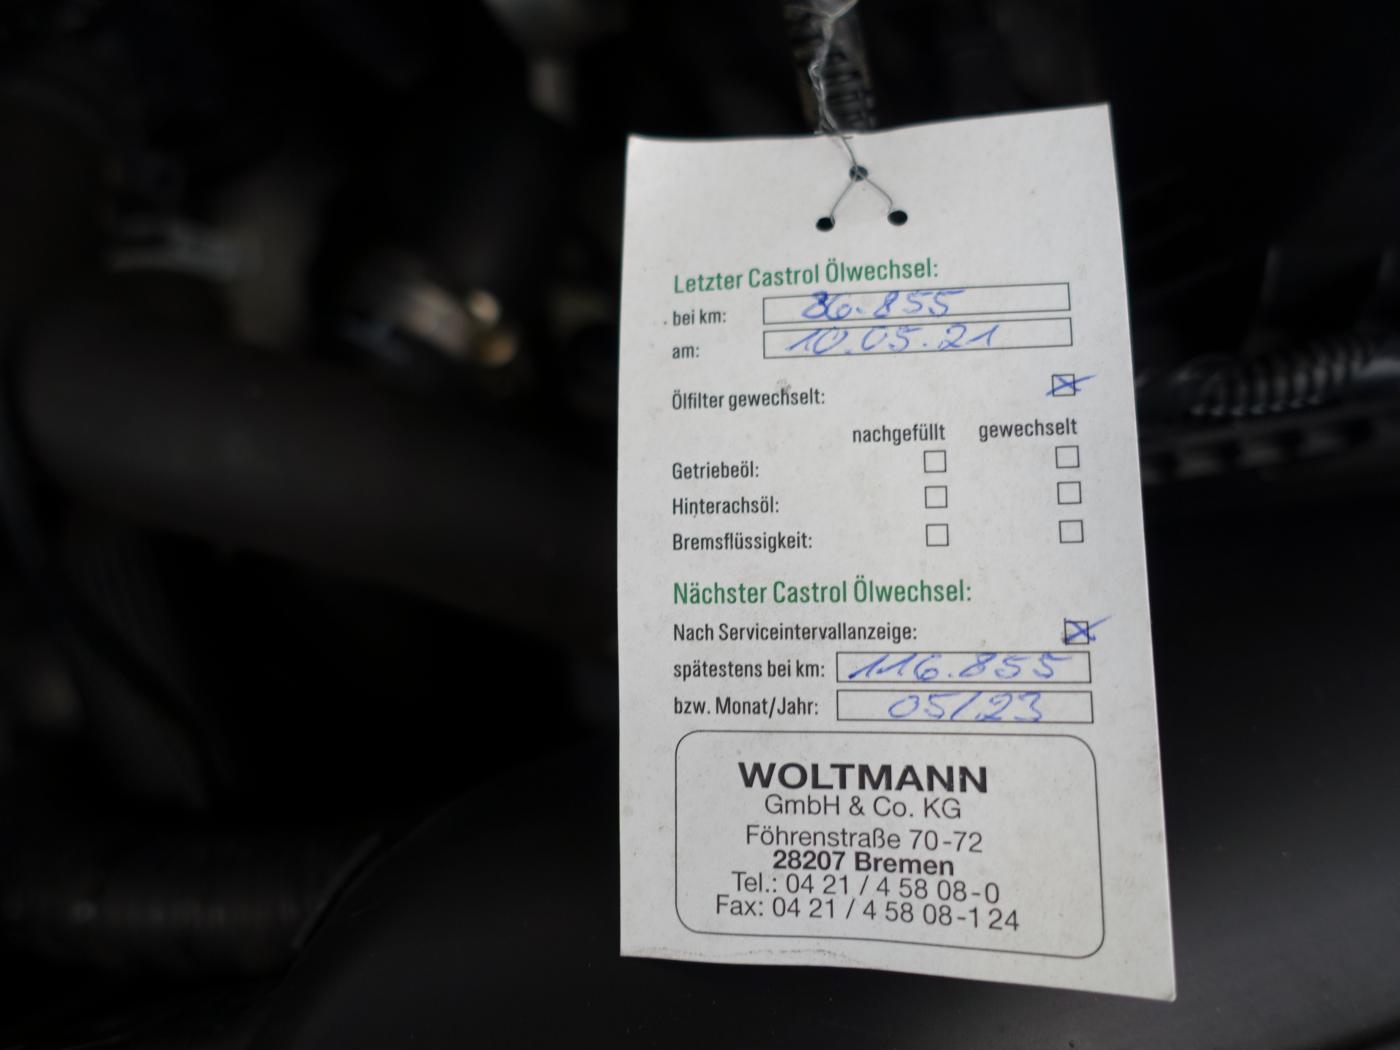 Letzter Castrol Ölwechsel:
bei km: 86.855
am: 10.05.21
Ölfilter gewechselt:
nachgefüllt gewechselt
Getriebeöl:
Hinterachsöl:
Bremsflüssigkeit:
Nächster Castrol Ölwechsel:
Nach Serviceintervallanzeige:
spätestens bei km: 116.855
bzw. Monat/Jahr: 05/23
WOLTMANN
GmbH & Co. KG
Föhrenstraße 70-72
28207 Bremen
Tel.: 04 21 / 4 58 08-0
Fax: 04 21 / 4 58 08-1 24